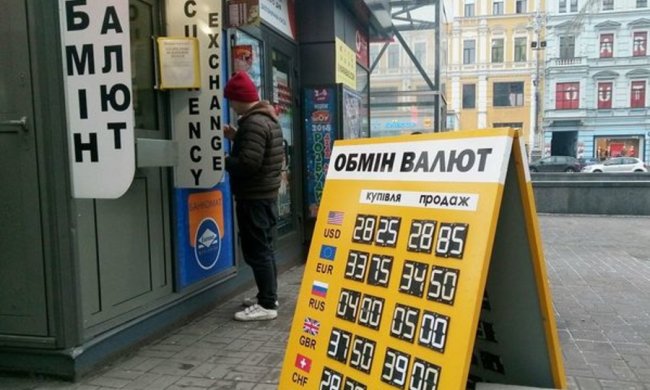 ОБМІН
ВАЛЮТ
CURRENCY
EXCHANGE
БАНКОМАТ
ОБМІН ВАЛЮТ
купівля продаж
USD 28 25 28 85
EUR 33 75 34 50
RUS 04 00 05 00
GBR 37 50 39 00
CHF